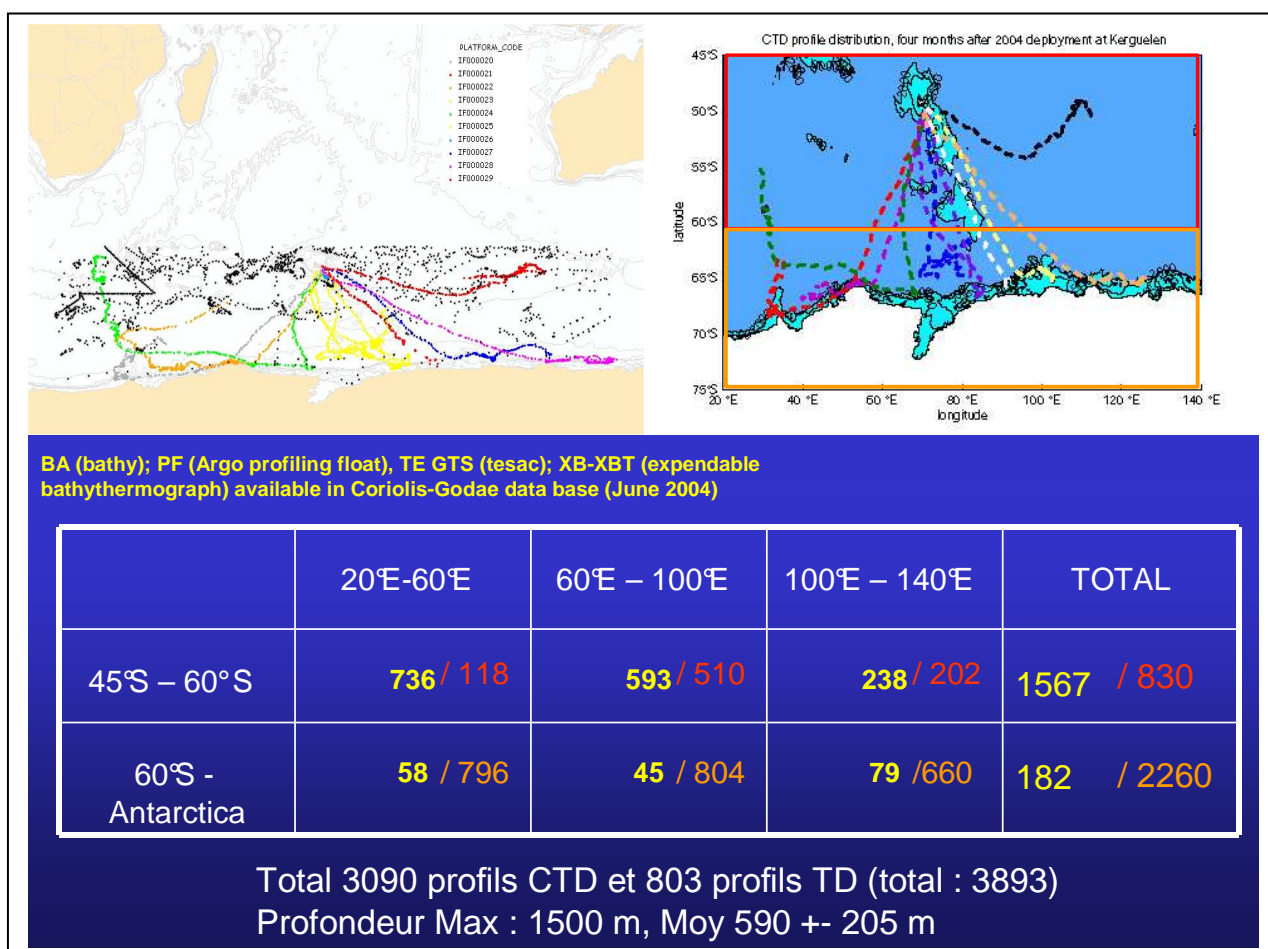 PLATFORM_CODE
IF000020
IF000021
IF000022
IF000023
IF000024
IF000025
IF000026
IF000027
IF000028
IF000029
CTD profile distribution, four months after 2004 deployment at Kerguelen
45°S
50°S
55°S
60°S
65°S
70°S
75°S
latitude
20 °E 40 °E 60 °E 80 °E 100 °E 120 °E 140 °E
longitude
BA (bathy); PF (Argo profiling float), TE GTS (tesac); XB-XBT (expendable
bathythermograph) available in Coriolis-Godae data base (June 2004)
20°E-60°E 60°E – 100°E 100°E – 140°E TOTAL
45°S – 60° S 736 / 118 593 / 510 238 / 202 1567 / 830
60°S - 58 / 796 45 / 804 79 /660 182 / 2260
Antarctica
Total 3090 profils CTD et 803 profils TD (total : 3893)
Profondeur Max : 1500 m, Moy 590 +- 205 m